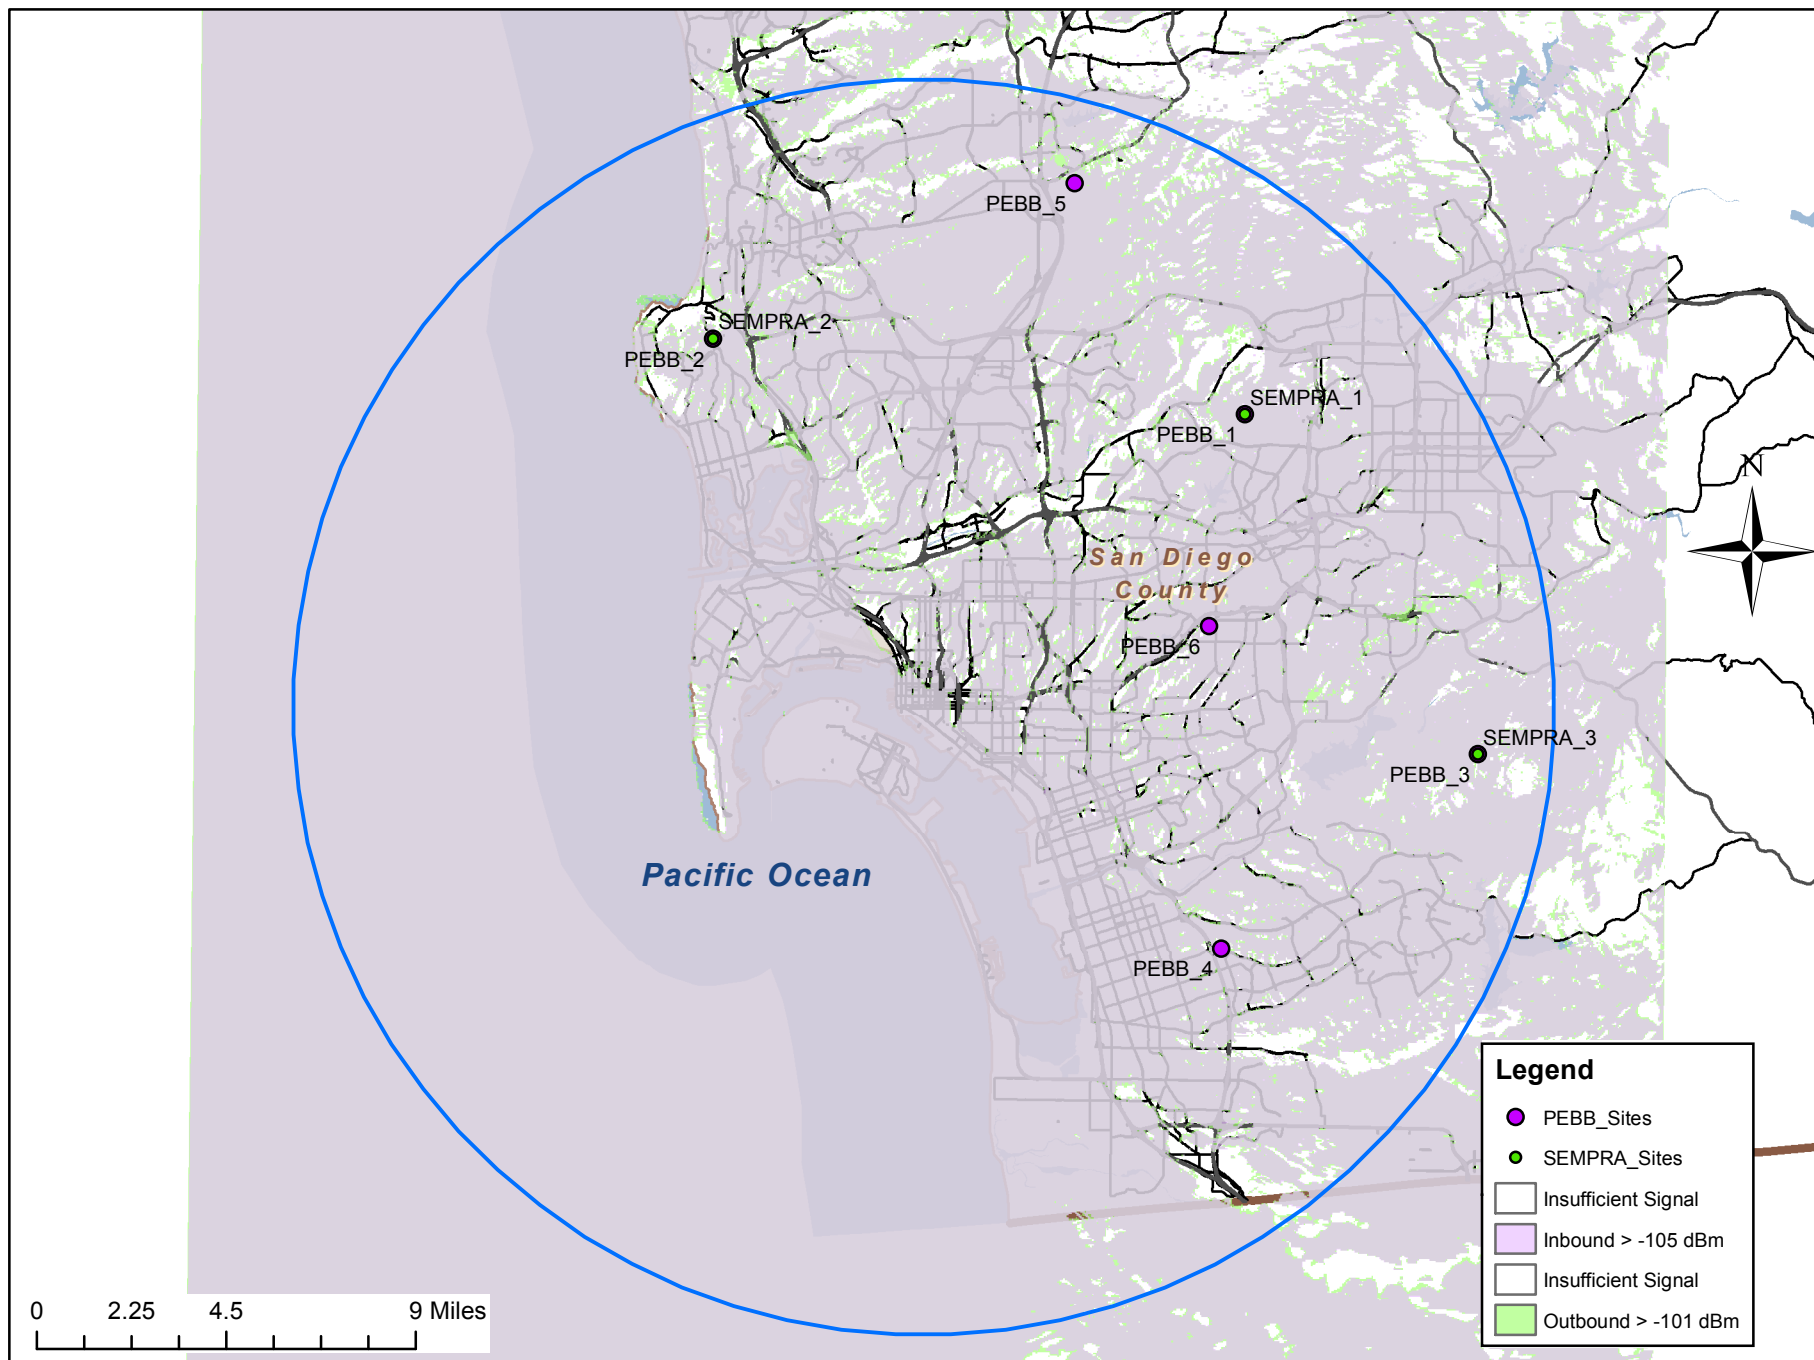 PEBB_5
SEMPRA_2
PEBB_2
SEMPRA_1
PEBB_1
N
San Diego
County
PEBB_6
SEMPRA_3
PEBB_3
Pacific Ocean
PEBB_4
Legend
PEBB_Sites
SEMPRA_Sites
Insufficient Signal
Inbound > -105 dBm
Insufficient Signal
Outbound > -101 dBm
0 2.25 4.5 9 Miles